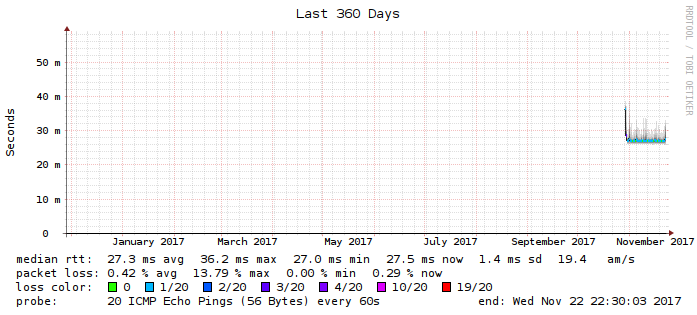 Last 360 Days
RRDTOOL / TOBI OETIKER
Seconds
50 m
40 m
30 m
20 m
10 m
0
January 2017 March 2017 May 2017 July 2017 September 2017 November 2017
median rtt: 27.3 ms avg 36.2 ms max 27.0 ms min 27.5 ms now 1.4 ms sd 19.4 am/s
packet loss: 0.42 % avg 13.79 % max 0.00 % min 0.29 % now
loss color: 0 1/20 2/20 3/20 4/20 10/20 19/20
probe: 20 ICMP Echo Pings (56 Bytes) every 60s end: Wed Nov 22 22:30:03 2017